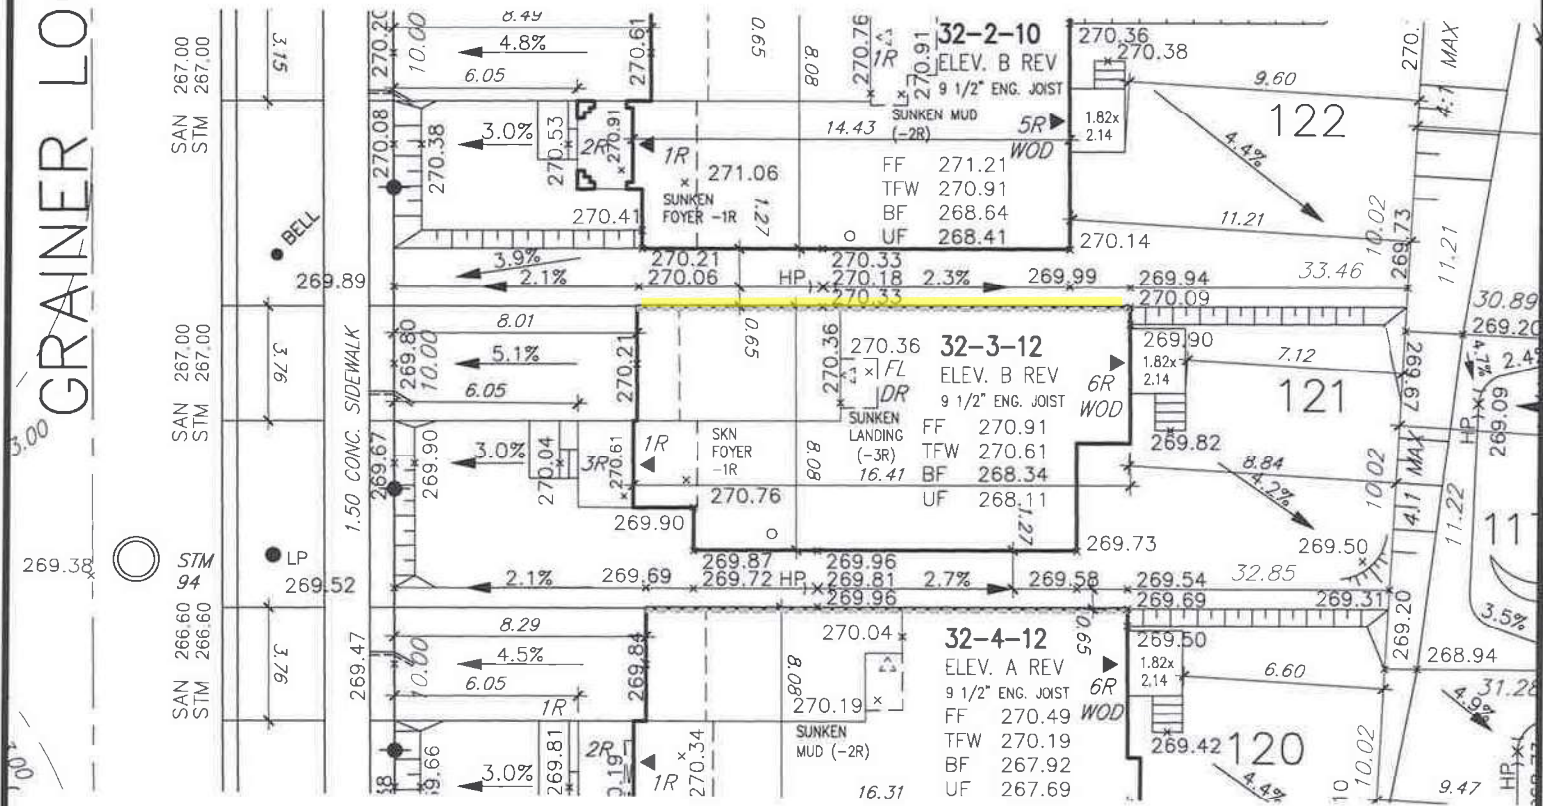 GRAINER LO
SAN 267.00
STM 267.00
3.15
BELL
269.89
SAN 267.00
STM 267.00
3.76
1.50 CONC. SIDEWALK
3.00
269.38
STM
94
LP
269.52
SAN 266.60
STM 266.60
3.76
8.49
10.00
4.8%
6.05
270.61
270.08
270.38
3.0%
270.53
2R
270.91
1R
270.41
3.9%
2.1%
0.65
8.08
270.76
1R
270.91
32-2-10
ELEV. B REV
9 1/2" ENG. JOIST
SUNKEN MUD
(-2R)
14.43
5R
WOD
271.06
SUNKEN
FOYER -1R
1.27
FF 271.21
TFW 270.91
BF 268.64
UF 268.41
270.36
270.38
9.60
122
1.82x
2.14
4.4%
11.21
270.14
10.02
269.73
4:1 MAX
11.21
270.21
270.06
HP
270.33
270.18
270.33
2.3%
269.99
269.94
270.09
33.46
30.89
269.20
8.01
269.80
10.00
5.1%
6.05
270.21
0.65
270.36
270.36
FL
DR
32-3-12
ELEV. B REV
9 1/2" ENG. JOIST
SUNKEN
LANDING
(-3R)
16.41
6R
WOD
FF 270.91
TFW 270.61
BF 268.34
UF 268.11
269.90
1.82x
2.14
7.12
121
269.82
8.84
4.2%
10.02
269.67
4.7%
2.4%
HP
269.09
269.67
269.90
3.0%
270.04
3R
270.61
1R
SKN
FOYER
-1R
270.76
8.08
269.90
1.27
269.73
269.50
4:1 MAX
11.22
3.5%
2.1%
269.69
269.87
269.72
HP
269.96
269.81
269.96
2.7%
269.58
269.54
269.69
32.85
269.31
269.20
8.29
269.47
10.00
4.5%
6.05
269.84
1R
8.08
270.04
270.19
SUNKEN
MUD (-2R)
32-4-12
ELEV. A REV
9 1/2" ENG. JOIST
0.65
6R
WOD
FF 270.49
TFW 270.19
BF 267.92
UF 267.69
269.50
1.82x
2.14
6.60
269.42
120
4.4%
10.02
268.94
31.28
4.9%
HP
9.47
3.0%
269.81
2R
1R
270.34
16.31